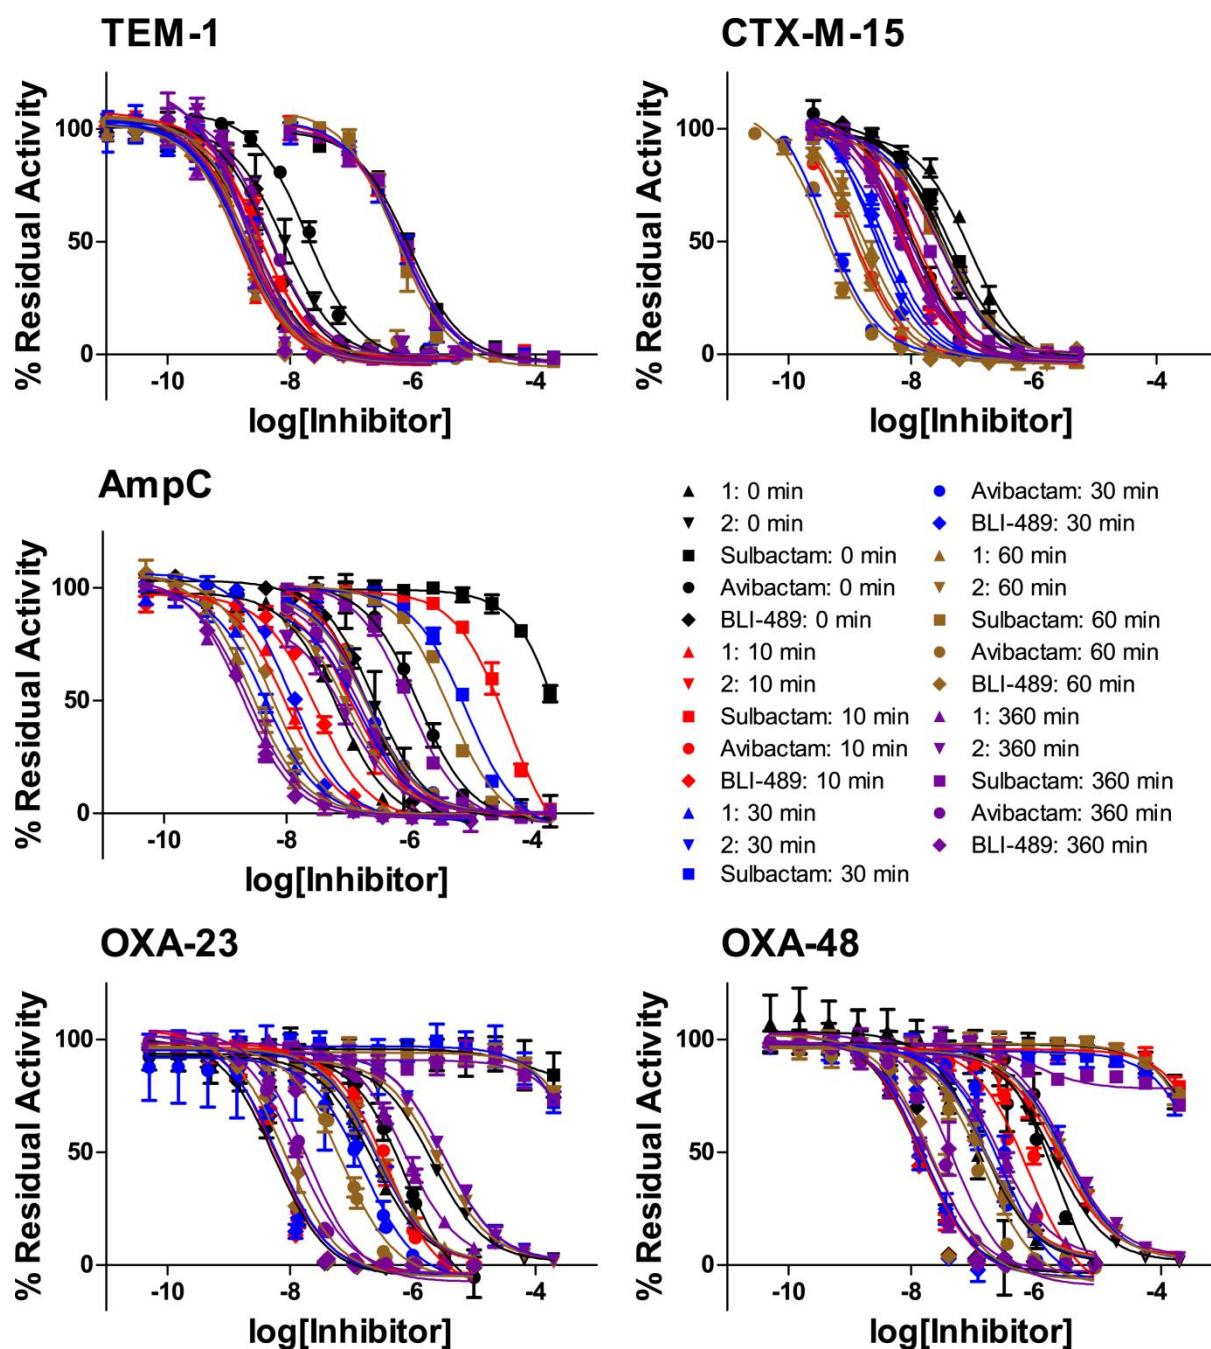 TEM-1
% Residual Activity
100
50
0
-10 -8 -6 -4
log[Inhibitor]
CTX-M-15
% Residual Activity
100
50
0
-10 -8 -6 -4
log[Inhibitor]
AmpC
% Residual Activity
100
50
0
-10 -8 -6 -4
log[Inhibitor]
1: 0 min
2: 0 min
Sulbactam: 0 min
Avibactam: 0 min
BLI-489: 0 min
1: 10 min
2: 10 min
Sulbactam: 10 min
Avibactam: 10 min
BLI-489: 10 min
1: 30 min
2: 30 min
Sulbactam: 30 min
Avibactam: 30 min
BLI-489: 30 min
1: 60 min
2: 60 min
Sulbactam: 60 min
Avibactam: 60 min
BLI-489: 60 min
1: 360 min
2: 360 min
Sulbactam: 360 min
Avibactam: 360 min
BLI-489: 360 min
OXA-23
% Residual Activity
100
50
0
-10 -8 -6 -4
log[Inhibitor]
OXA-48
% Residual Activity
100
50
0
-10 -8 -6 -4
log[Inhibitor]